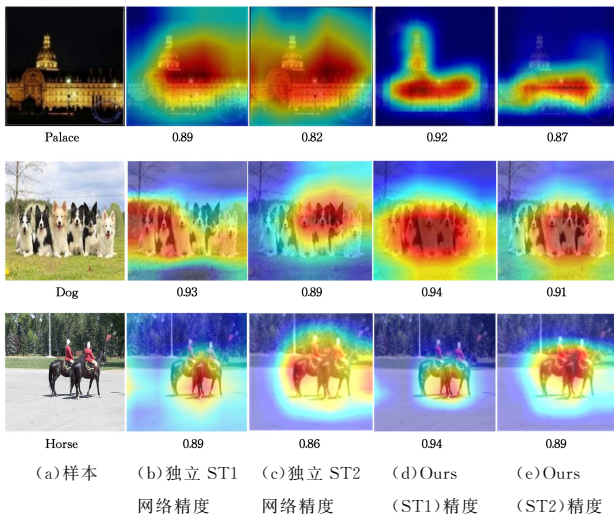 Palace 0.89 0.82 0.92 0.87
Dog 0.93 0.89 0.94 0.91
Horse 0.89 0.86 0.94 0.89
(a)样本 (b)独立 ST1 (c)独立 ST2 (d)Ours (e)Ours
网络精度 网络精度 (ST1)精度 (ST2)精度